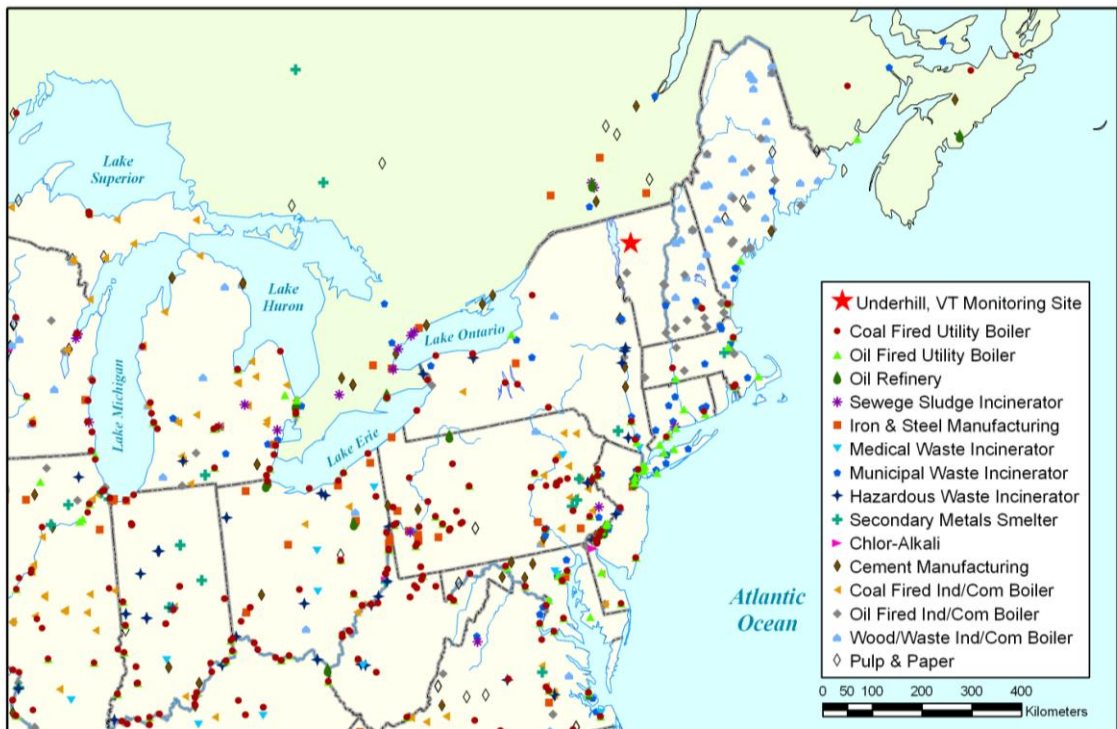 Lake
Superior
Lake
Huron
Lake Michigan
Lake Ontario
Lake Erie
Atlantic
Ocean
Underhill, VT Monitoring Site
Coal Fired Utility Boiler
Oil Fired Utility Boiler
Oil Refinery
Sewege Sludge Incinerator
Iron & Steel Manufacturing
Medical Waste Incinerator
Municipal Waste Incinerator
Hazardous Waste Incinerator
Secondary Metals Smelter
Chlor-Alkali
Cement Manufacturing
Coal Fired Ind/Com Boiler
Oil Fired Ind/Com Boiler
Wood/Waste Ind/Com Boiler
Pulp & Paper
0 50 100 200 300 400
Kilometers